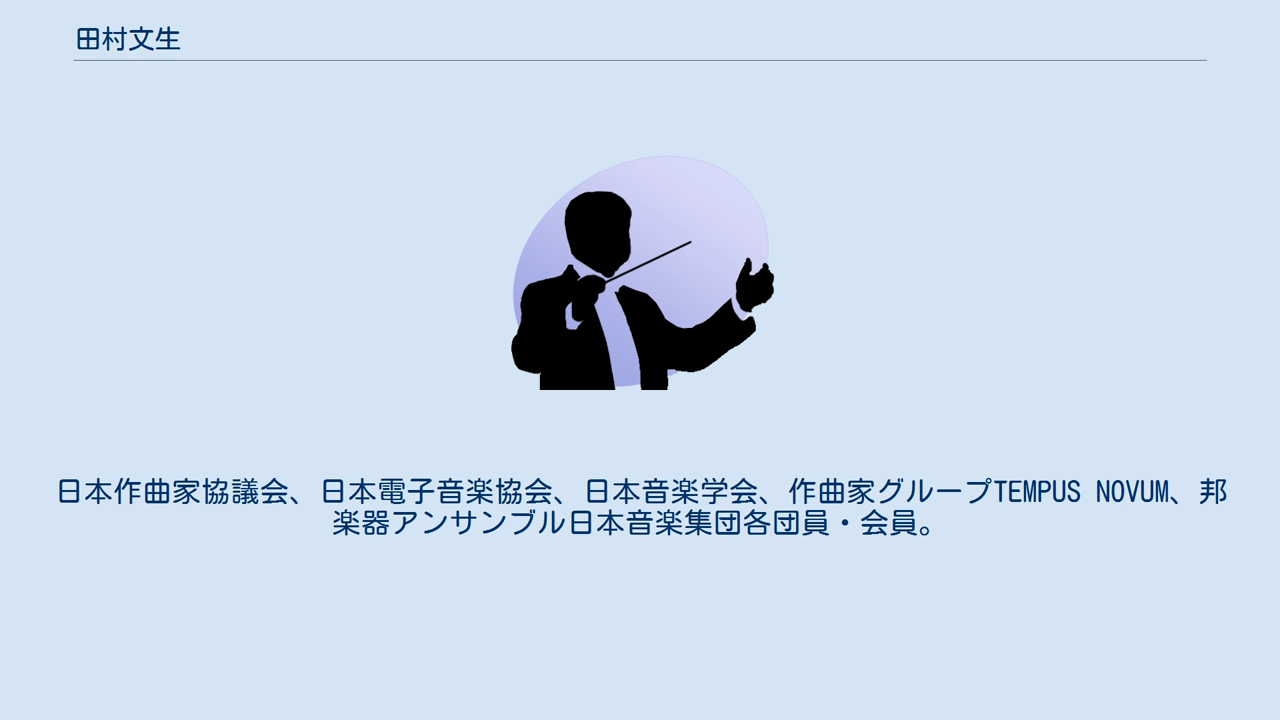 田村文生
日本作曲家協議会、日本電子音楽協会、日本音楽学会、作曲家グループTEMPUS NOVUM、邦
楽器アンサンブル日本音楽集団各団員・会員。